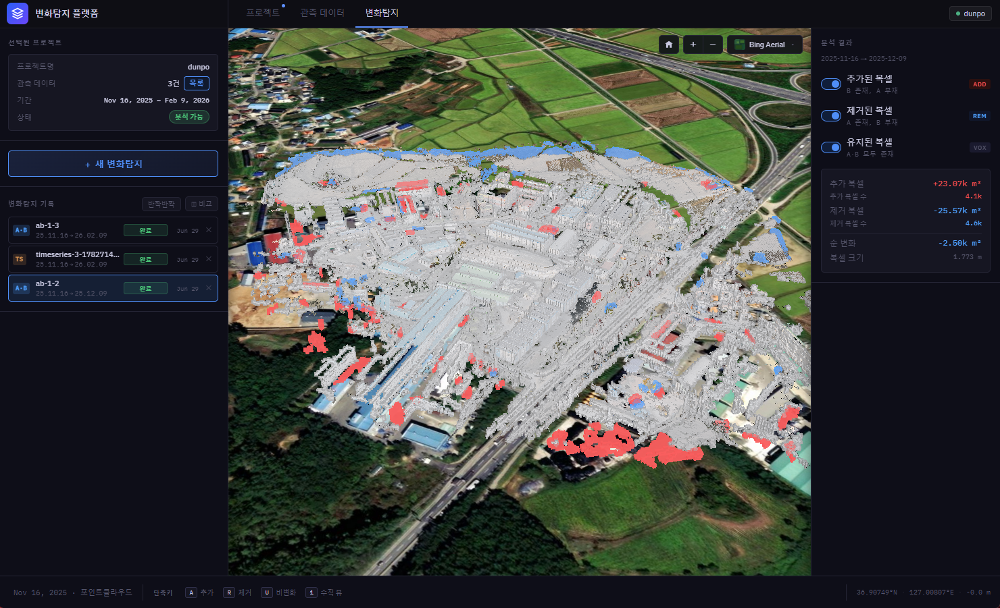 변화탐지 플랫폼
프로젝트
관측 데이터
변화탐지
dunpo
선택된 프로젝트
프로젝트명 dunpo
관측 데이터 3건 목록
기간 Nov 16, 2025 ~ Feb 9, 2026
상태 분석 가능
+ 새 변화탐지
변화탐지 기록 반짝반짝 비교
A·B ab-1-3 완료 Jun 29 ×
25.11.16→26.02.09
TS timeseries-3-1782714... 완료 Jun 29 ×
25.11.16→26.02.09
A·B ab-1-2 완료 Jun 29 ×
25.11.16→25.12.09
+ − Bing Aerial
분석 결과
2025-11-16 → 2025-12-09
추가된 복셀 ADD
B 존재, A 부재
제거된 복셀 REM
A 존재, B 부재
유지된 복셀 VOX
A·B 모두 존재
추가 복셀 +23.07k m²
추가 복셀 수 4.1k
제거 복셀 -25.57k m²
제거 복셀 수 4.6k
순 변화 -2.50k m²
복셀 크기 1.773 m
Nov 16, 2025 · 포인트클라우드
단축키 A 추가 R 제거 U 비변화 1 수직 뷰
36.90749°N · 127.00807°E · -0.0 m